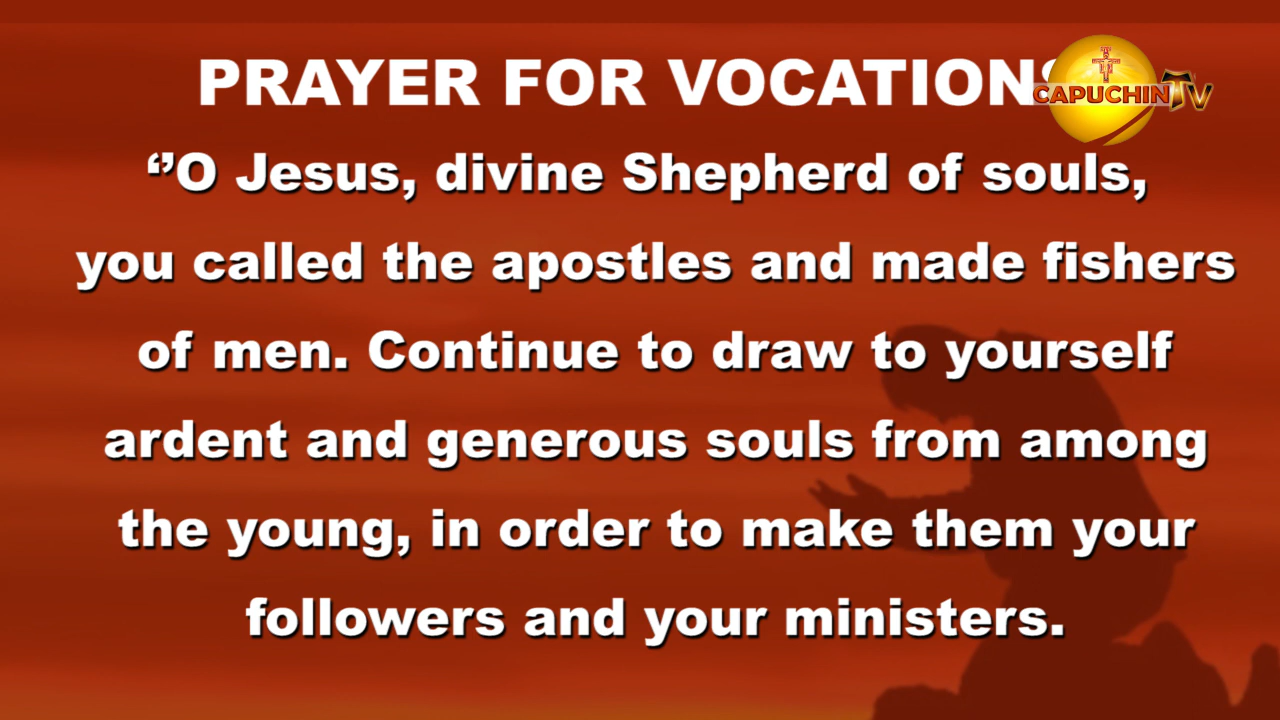 PRAYER FOR VOCATIONS
CAPUCHIN TV
‘’O Jesus, divine Shepherd of souls,
you called the apostles and made fishers
of men. Continue to draw to yourself
ardent and generous souls from among
the young, in order to make them your
followers and your ministers.